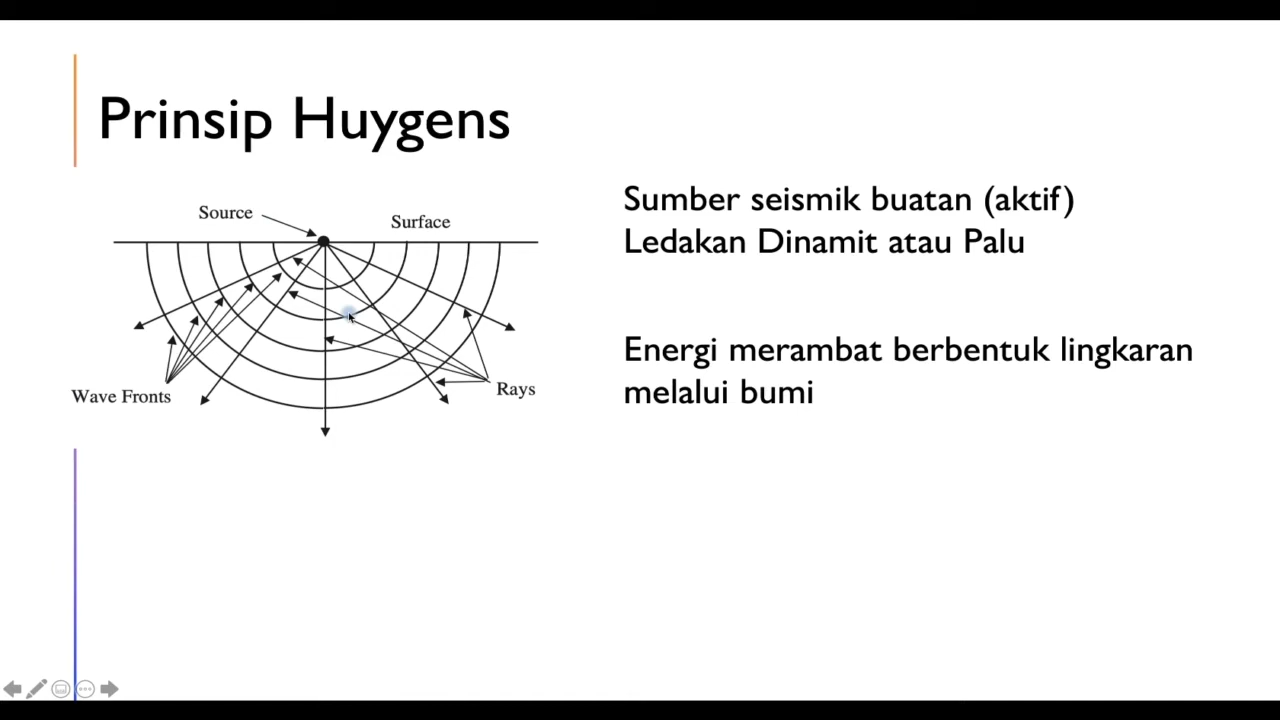 Prinsip Huygens
Source
Surface
Wave Fronts
Rays
Sumber seismik buatan (aktif)
Ledakan Dinamit atau Palu
Energi merambat berbentuk lingkaran
melalui bumi